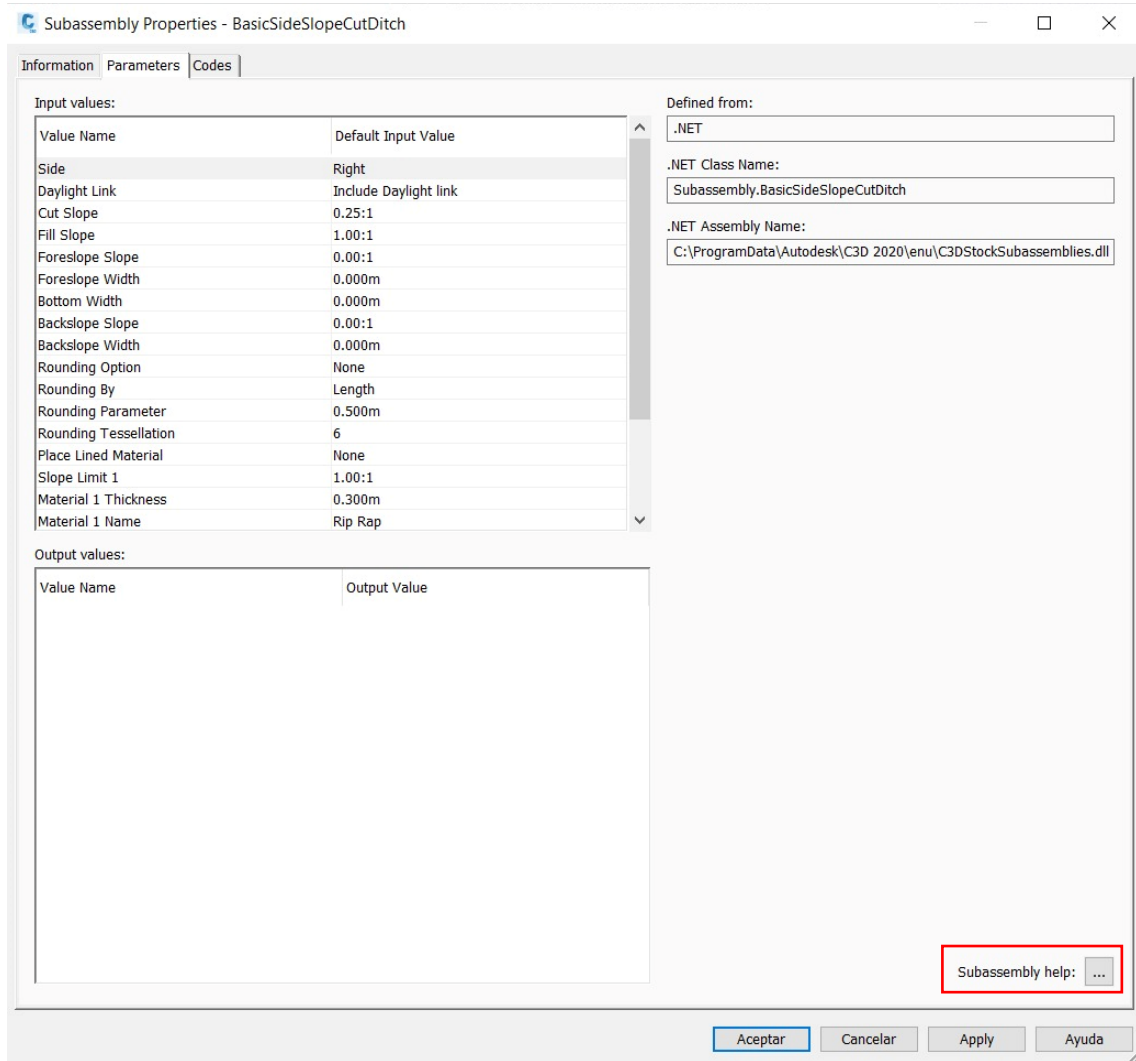 Subassembly Properties - BasicSideSlopeCutDitch
Information Parameters Codes
Input values:
Value Name Default Input Value
Side Right
Daylight Link Include Daylight link
Cut Slope 0.25:1
Fill Slope 1.00:1
Foreslope Slope 0.00:1
Foreslope Width 0.000m
Bottom Width 0.000m
Backslope Slope 0.00:1
Backslope Width 0.000m
Rounding Option None
Rounding By Length
Rounding Parameter 0.500m
Rounding Tessellation 6
Place Lined Material None
Slope Limit 1 1.00:1
Material 1 Thickness 0.300m
Material 1 Name Rip Rap
Output values:
Value Name Output Value
Defined from:
.NET
.NET Class Name:
Subassembly.BasicSideSlopeCutDitch
.NET Assembly Name:
C:\ProgramData\Autodesk\C3D 2020\enu\C3DStockSubassemblies.dll
Subassembly help: ...
Aceptar Cancelar Apply Ayuda